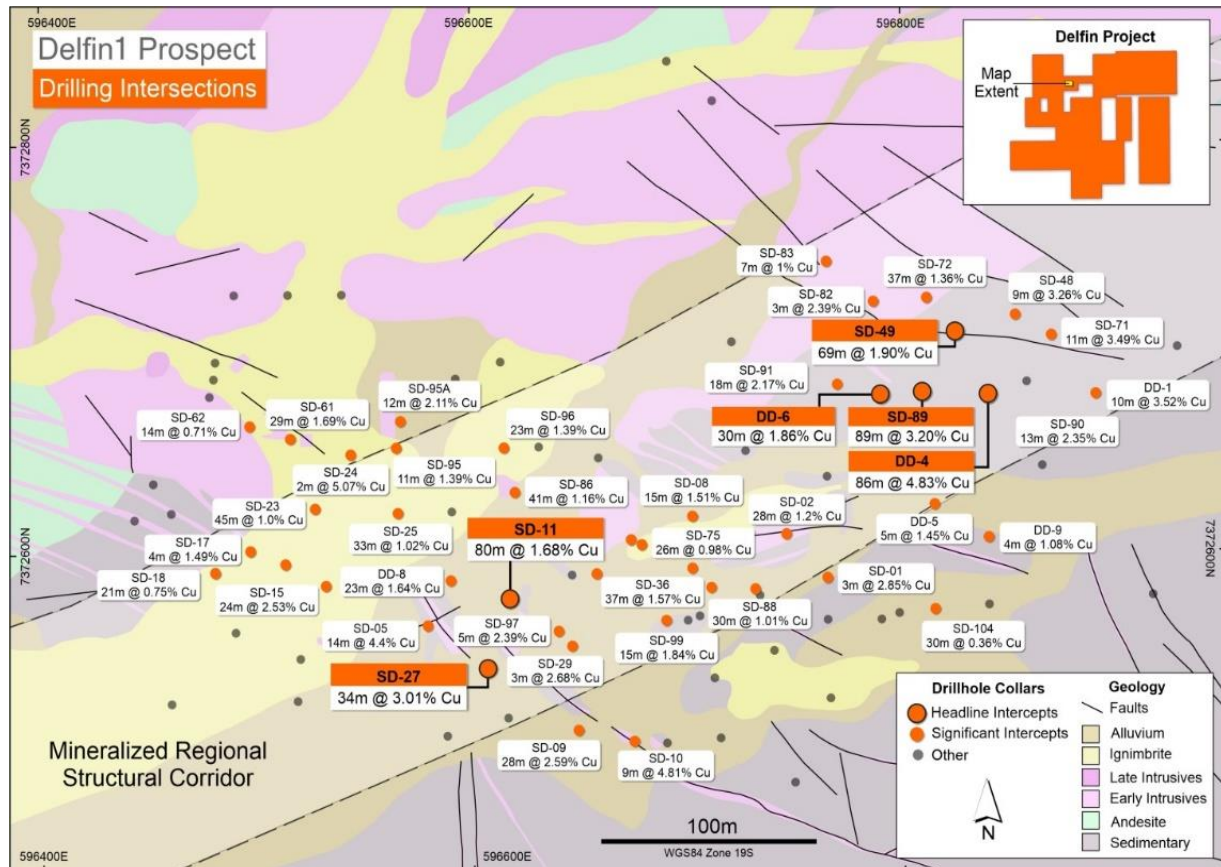 596400E
596600E
596800E
Delfin1 Prospect
Drilling Intersections
Delfin Project
Map
Extent
7372800N
7372800N
SD-83
7m @ 1% Cu
SD-72
37m @ 1.36% Cu
SD-82
3m @ 2.39% Cu
SD-48
9m @ 3.26% Cu
SD-49
69m @ 1.90% Cu
SD-71
11m @ 3.49% Cu
SD-91
18m @ 2.17% Cu
DD-1
10m @ 3.52% Cu
SD-95A
12m @ 2.11% Cu
SD-61
29m @ 1.69% Cu
SD-62
14m @ 0.71% Cu
SD-96
23m @ 1.39% Cu
DD-6
30m @ 1.86% Cu
SD-89
89m @ 3.20% Cu
SD-90
13m @ 2.35% Cu
DD-4
86m @ 4.83% Cu
SD-24
2m @ 5.07% Cu
SD-95
11m @ 1.39% Cu
SD-86
41m @ 1.16% Cu
SD-08
15m @ 1.51% Cu
SD-02
28m @ 1.2% Cu
SD-23
45m @ 1.0% Cu
SD-25
33m @ 1.02% Cu
SD-11
80m @ 1.68% Cu
SD-75
26m @ 0.98% Cu
DD-5
5m @ 1.45% Cu
DD-9
4m @ 1.08% Cu
7372600N
7372600N
SD-17
4m @ 1.49% Cu
SD-18
21m @ 0.75% Cu
SD-15
24m @ 2.53% Cu
DD-8
23m @ 1.64% Cu
SD-36
37m @ 1.57% Cu
SD-01
3m @ 2.85% Cu
SD-88
30m @ 1.01% Cu
SD-05
14m @ 4.4% Cu
SD-97
5m @ 2.39% Cu
SD-99
15m @ 1.84% Cu
SD-104
30m @ 0.36% Cu
SD-27
34m @ 3.01% Cu
SD-29
3m @ 2.68% Cu
SD-09
28m @ 2.59% Cu
SD-10
9m @ 4.81% Cu
Mineralized Regional
Structural Corridor
Drillhole Collars
Headline Intercepts
Significant Intercepts
Other
N
Geology
Faults
Alluvium
Ignimbrite
Late Intrusives
Early Intrusives
Andesite
Sedimentary
100m
WGS84 Zone 19S
596400E
596600E